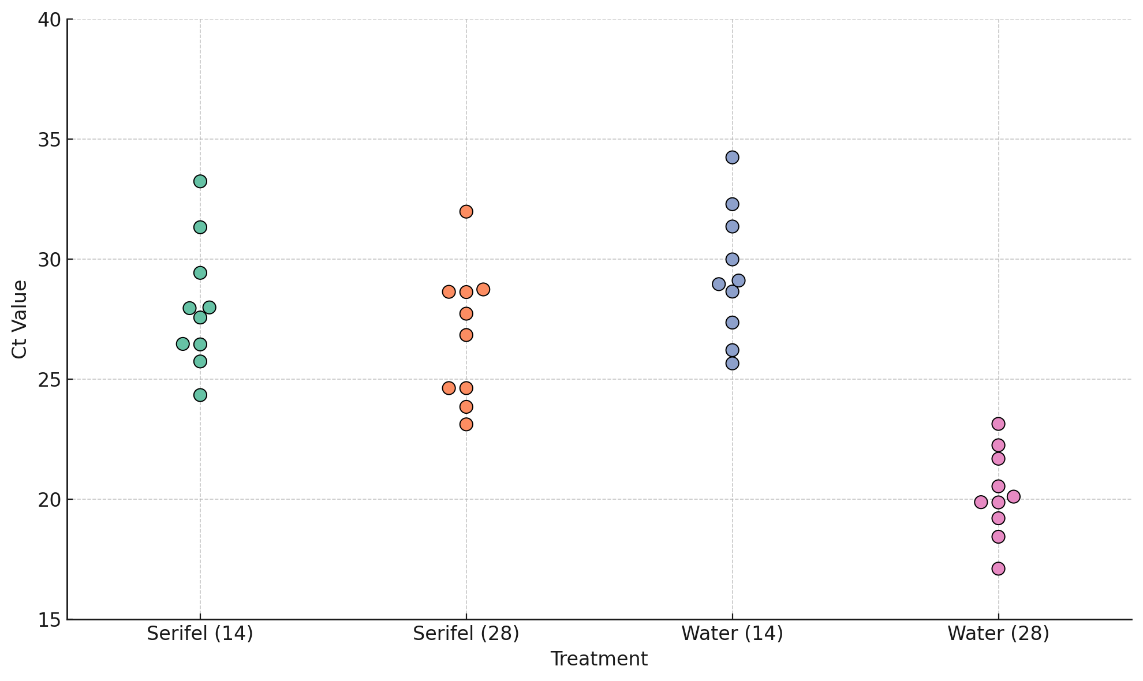 40
35
30
25
20
15
Ct Value
Serifel (14) Serifel (28) Water (14) Water (28)
Treatment